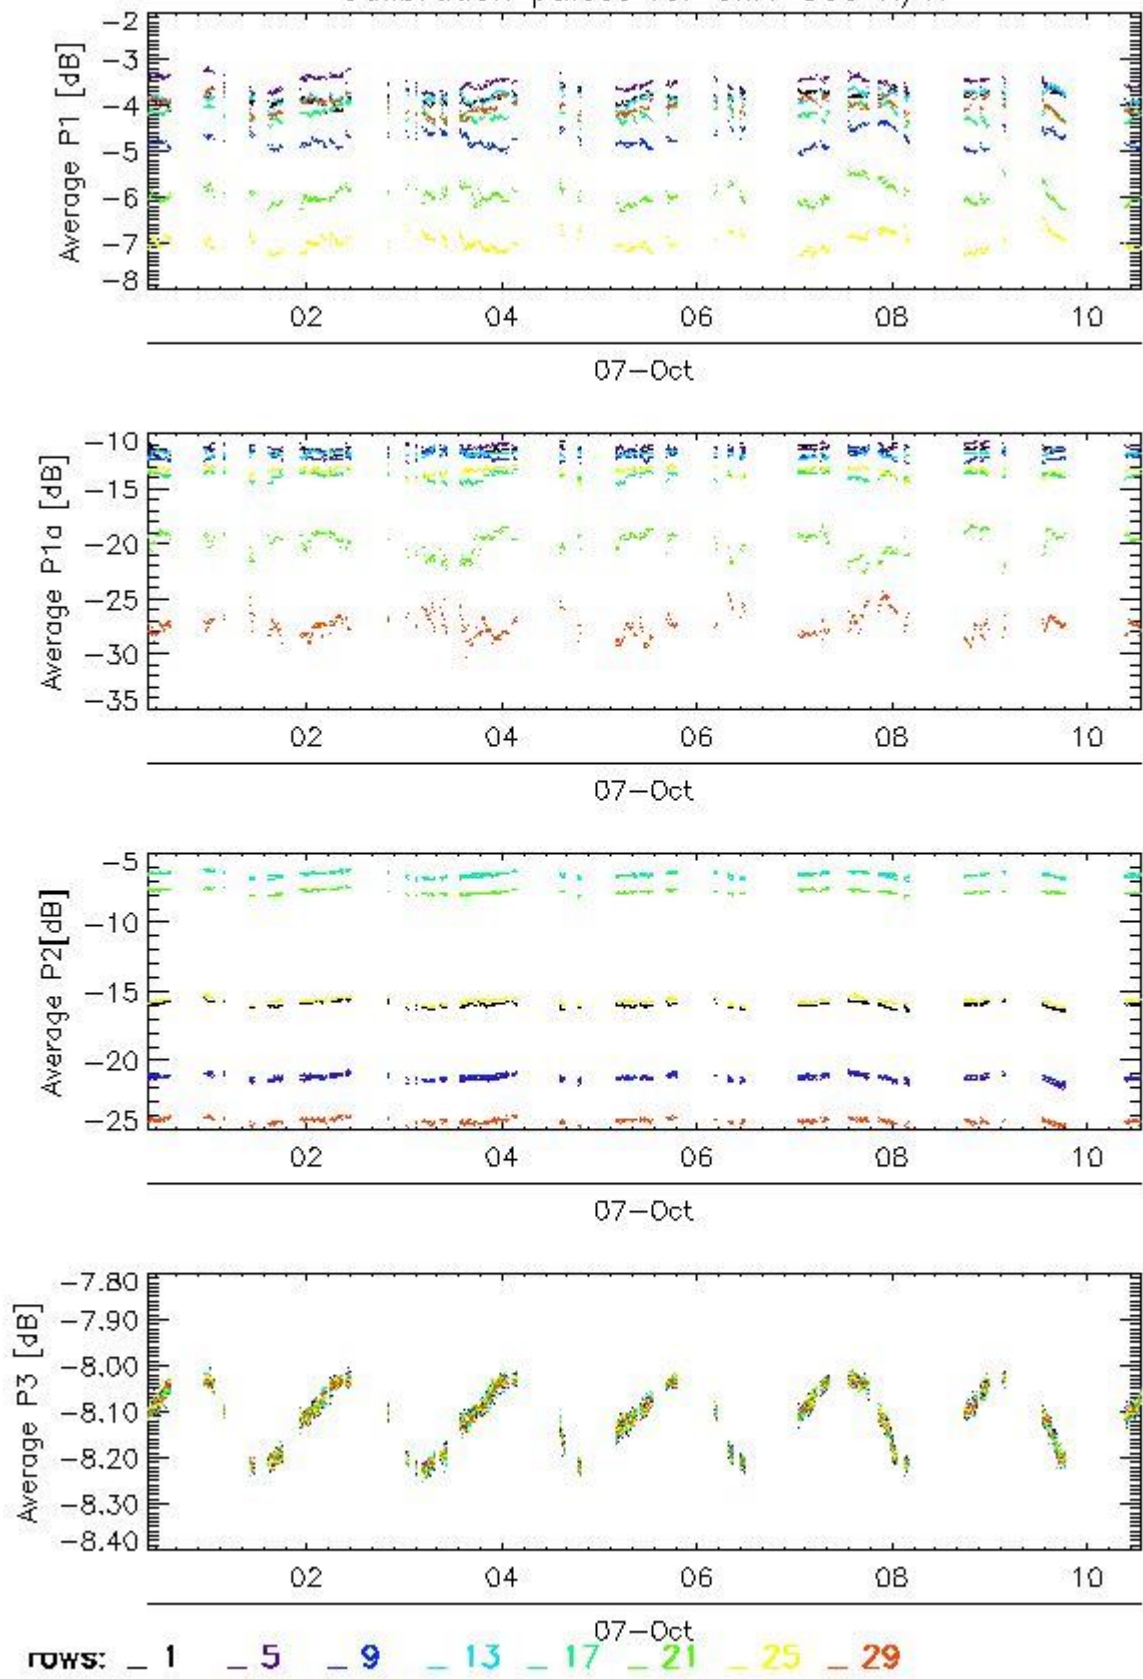 Average P1 [dB]
-2
-3
-4
-5
-6
-7
-8
02 04 06 08 10
07-Oct
Average P1a [dB]
-10
-15
-20
-25
-30
-35
02 04 06 08 10
07-Oct
Average P2[dB]
-5
-10
-15
-20
-25
02 04 06 08 10
07-Oct
Average P3 [dB]
-7.80
-7.90
-8.00
-8.10
-8.20
-8.30
-8.40
02 04 06 08 10
07-Oct
rows: _ 1 _ 5 _ 9 _ 13 _ 17 _ 21 _ 25 _ 29